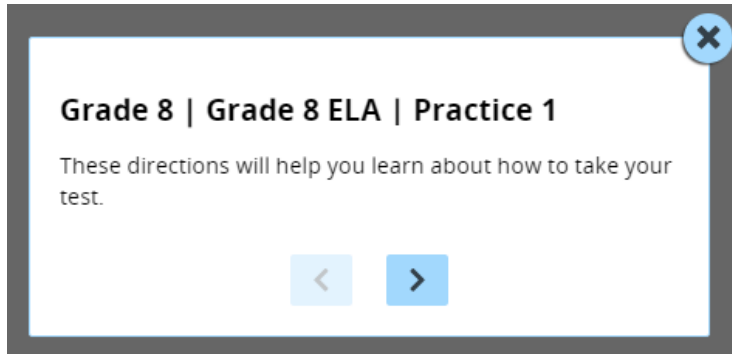 Grade 8 | Grade 8 ELA | Practice 1
These directions will help you learn about how to take your
test.